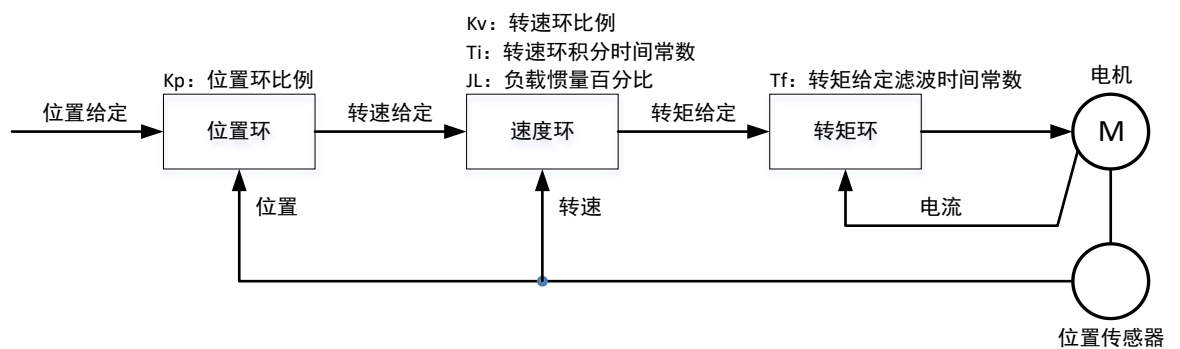 Kv：转速环比例
Ti：转速环积分时间常数
JL：负载惯量百分比
Kp：位置环比例
Tf：转矩给定滤波时间常数
电机
位置给定
位置环
转速给定
速度环
转矩给定
转矩环
M
位置
转速
电流
位置传感器